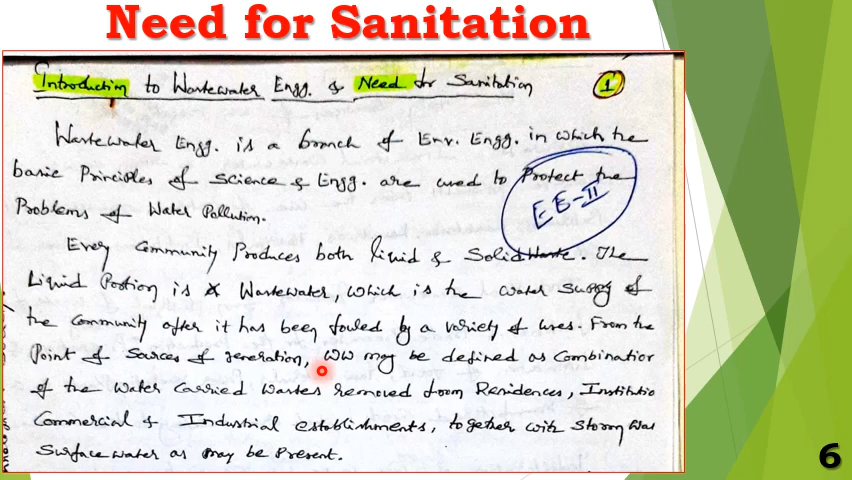 Need for Sanitation
Introduction to Wastewater Engg. & Need for Sanitation
1
Wastewater Engg. is a branch of Env. Engg. in which the
basic Principles of Science & Engg. are used to Protect the
Problems of Water Pollution.
EE-II
Every Community Produces both liquid & Solid Waste. The
Liquid Portion is Wastewater, which is the water supply of
the Community after it has been fouled by a variety of uses. From the
Point of Sources of generation, WW may be defined as Combination
of the Water Carried Wastes removed from Residences, Institutio
Commercial & Industrial establishments, together with Storm Wat
Surface water as may be Present.
6